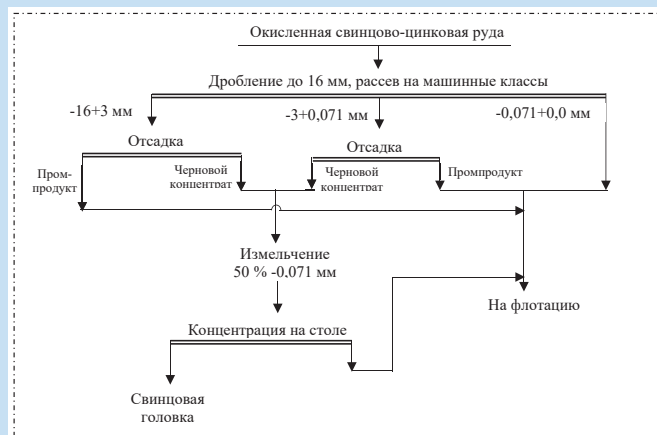 Окисленная свинцово-цинковая руда
Дробление до 16 мм, рассев на машинные классы
-16+3 мм
-3+0,071 мм
-0,071+0,0 мм
Отсадка
Отсадка
Пром-
продукт
Черновой
концентрат
Черновой
концентрат
Промпродукт
Измельчение
50 % -0,071 мм
На флотацию
Концентрация на столе
Свинцовая
головка